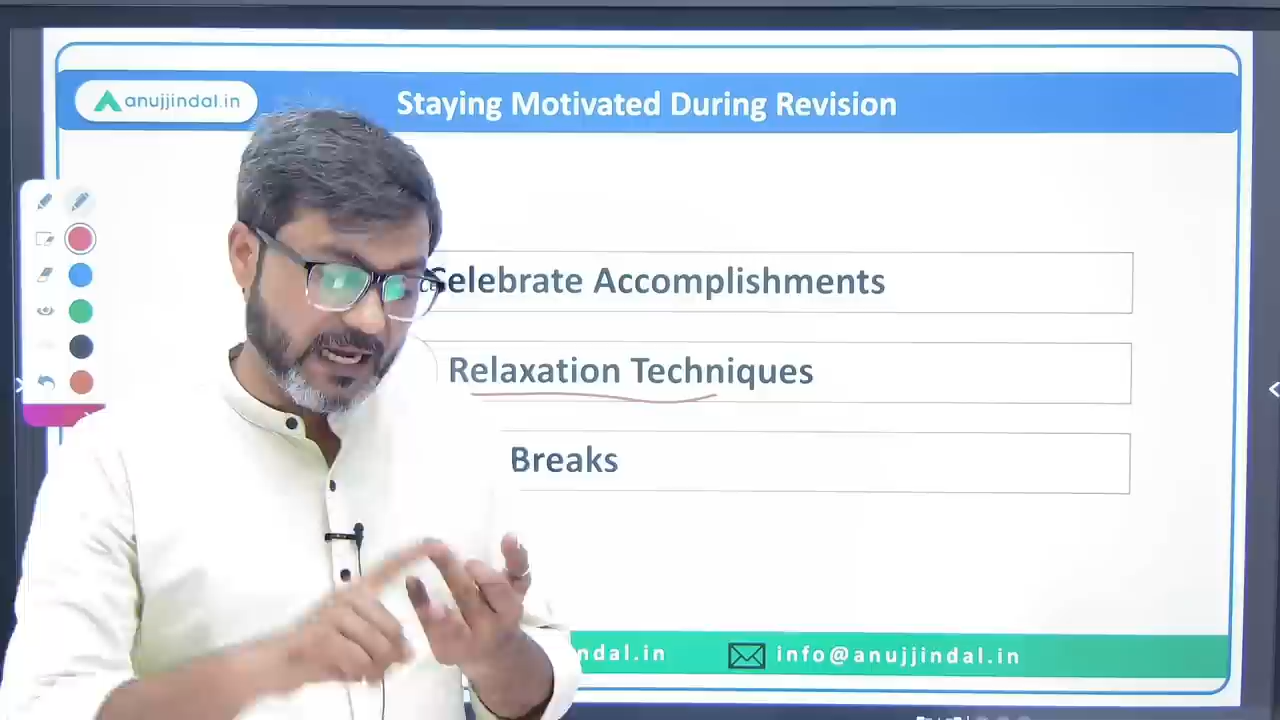 anujjindal.in
Staying Motivated During Revision
Celebrate Accomplishments
Relaxation Techniques
Breaks
ndal.in
info@anujjindal.in